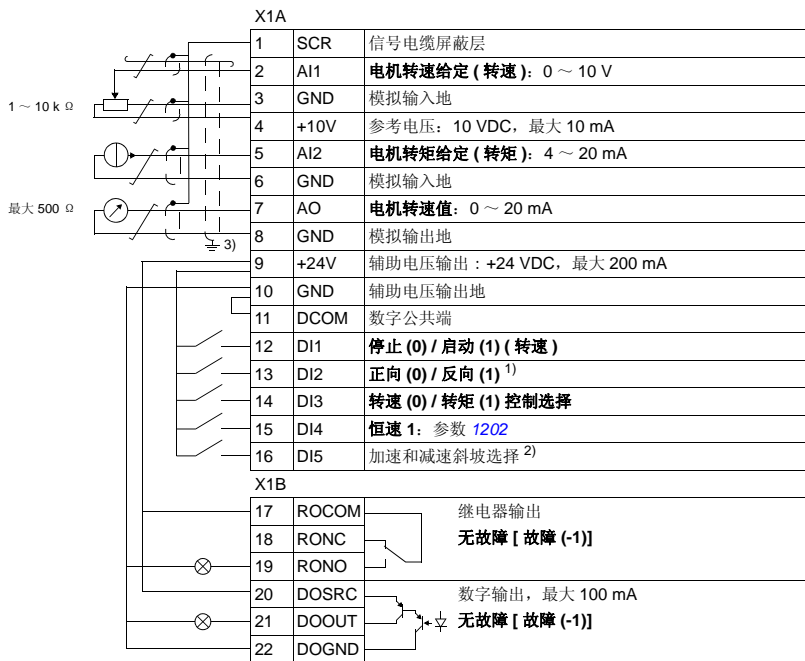 X1A
1 SCR 信号电缆屏蔽层
2 AI1 电机转速给定 ( 转速 )：0 ～ 10 V
1 ～ 10 k Ω
3 GND 模拟输入地
4 +10V 参考电压：10 VDC，最大 10 mA
5 AI2 电机转矩给定 ( 转矩 )：4 ～ 20 mA
6 GND 模拟输入地
最大 500 Ω
7 AO 电机转速值：0 ～ 20 mA
8 GND 模拟输出地
3)
9 +24V 辅助电压输出 : +24 VDC，最大 200 mA
10 GND 辅助电压输出地
11 DCOM 数字公共端
12 DI1 停止 (0) / 启动 (1) ( 转速 )
13 DI2 正向 (0) / 反向 (1) 1)
14 DI3 转速 (0) / 转矩 (1) 控制选择
15 DI4 恒速 1：参数 1202
16 DI5 加速和减速斜坡选择 2)
X1B
17 ROCOM 继电器输出
18 RONC 无故障 [ 故障 (-1)]
19 RONO
20 DOSRC 数字输出，最大 100 mA
21 DOOUT 无故障 [ 故障 (-1)]
22 DOGND